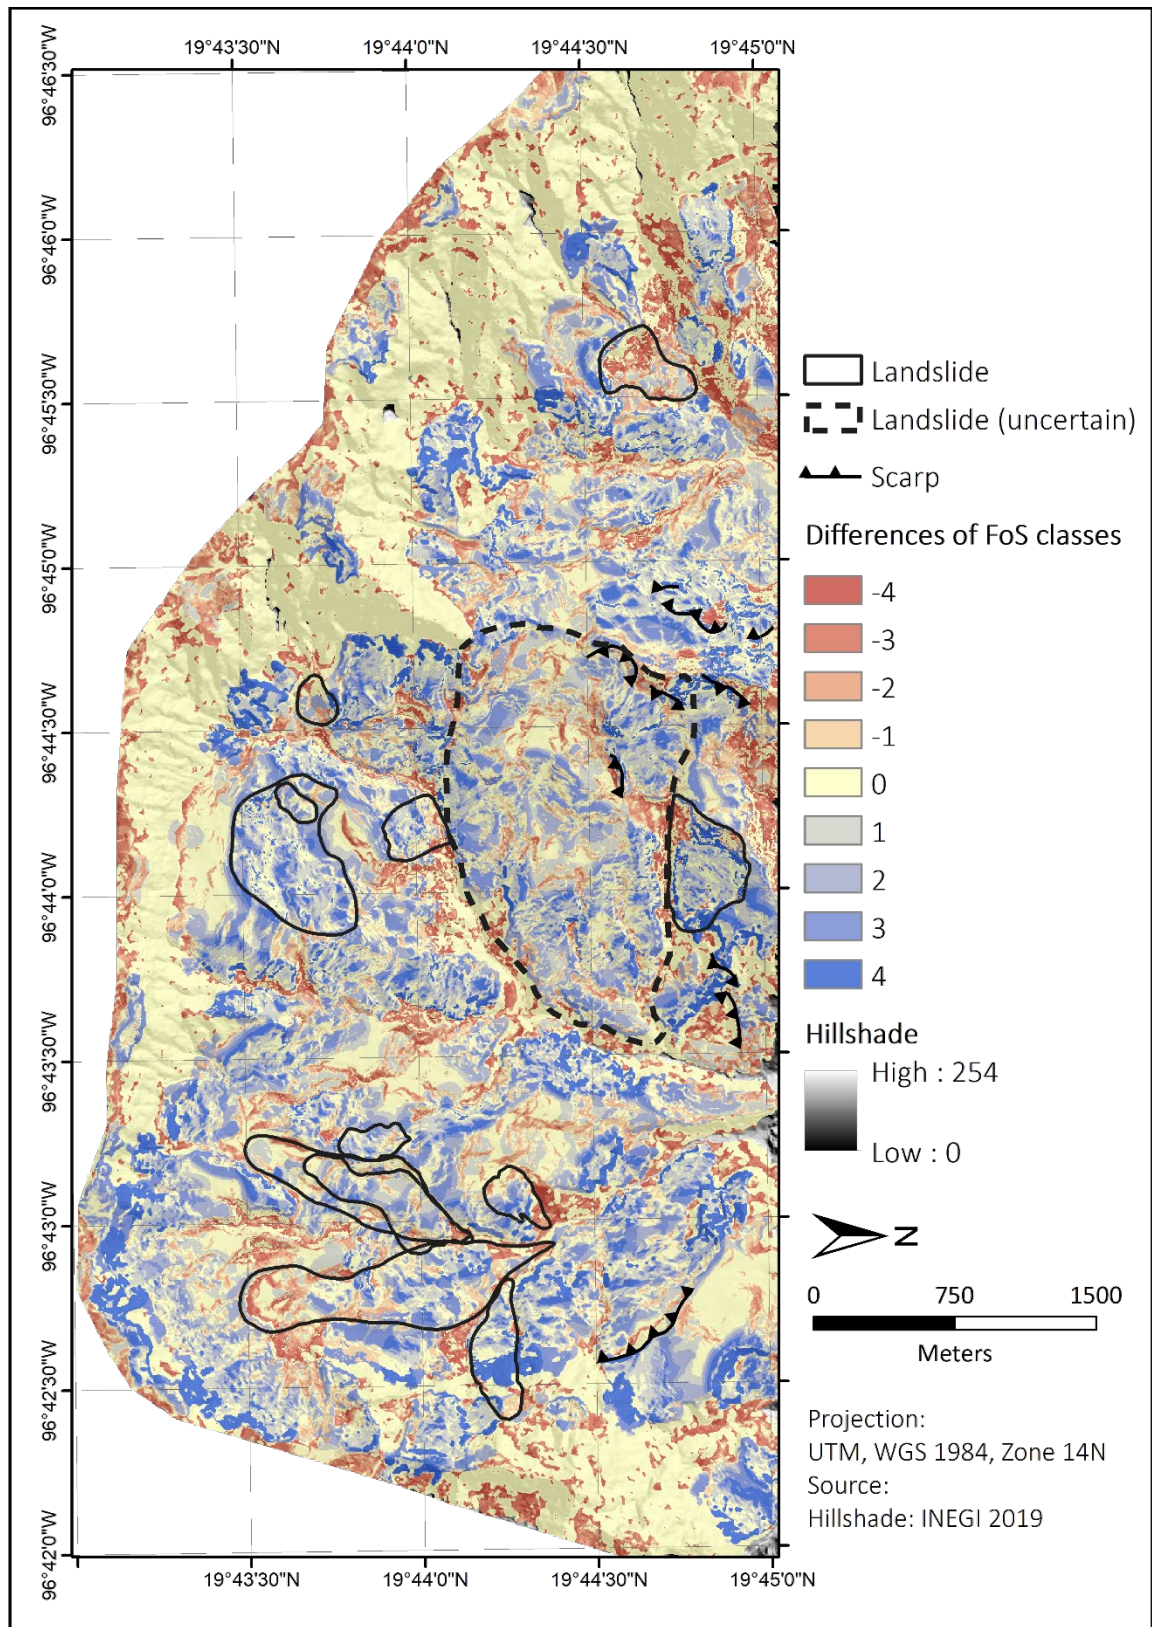 19°43'30"N 19°44'0"N 19°44'30"N 19°45'0"N
96°46'30"W
96°46'0"W
96°45'30"W
96°45'0"W
96°44'30"W
96°44'0"W
96°43'30"W
96°43'0"W
96°42'30"W
96°42'0"W
19°43'30"N 19°44'0"N 19°44'30"N 19°45'0"N
Landslide
Landslide (uncertain)
Scarp
Differences of FoS classes
-4
-3
-2
-1
0
1
2
3
4
Hillshade
High : 254
Low : 0
N
0 750 1500
Meters
Projection:
UTM, WGS 1984, Zone 14N
Source:
Hillshade: INEGI 2019